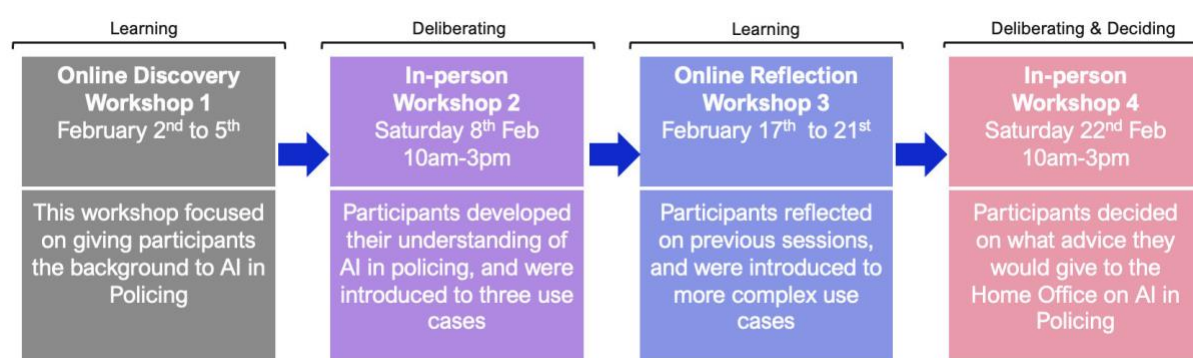 Learning
Online Discovery
Workshop 1
February 2nd to 5th
This workshop focused
on giving participants
the background to AI in
Policing
Deliberating
In-person
Workshop 2
Saturday 8th Feb
10am-3pm
Participants developed
their understanding of
AI in policing, and were
introduced to three use
cases
Learning
Online Reflection
Workshop 3
February 17th to 21st
Participants reflected
on previous sessions,
and were introduced to
more complex use
cases
Deliberating & Deciding
In-person
Workshop 4
Saturday 22nd Feb
10am-3pm
Participants decided
on what advice they
would give to the
Home Office on AI in
Policing